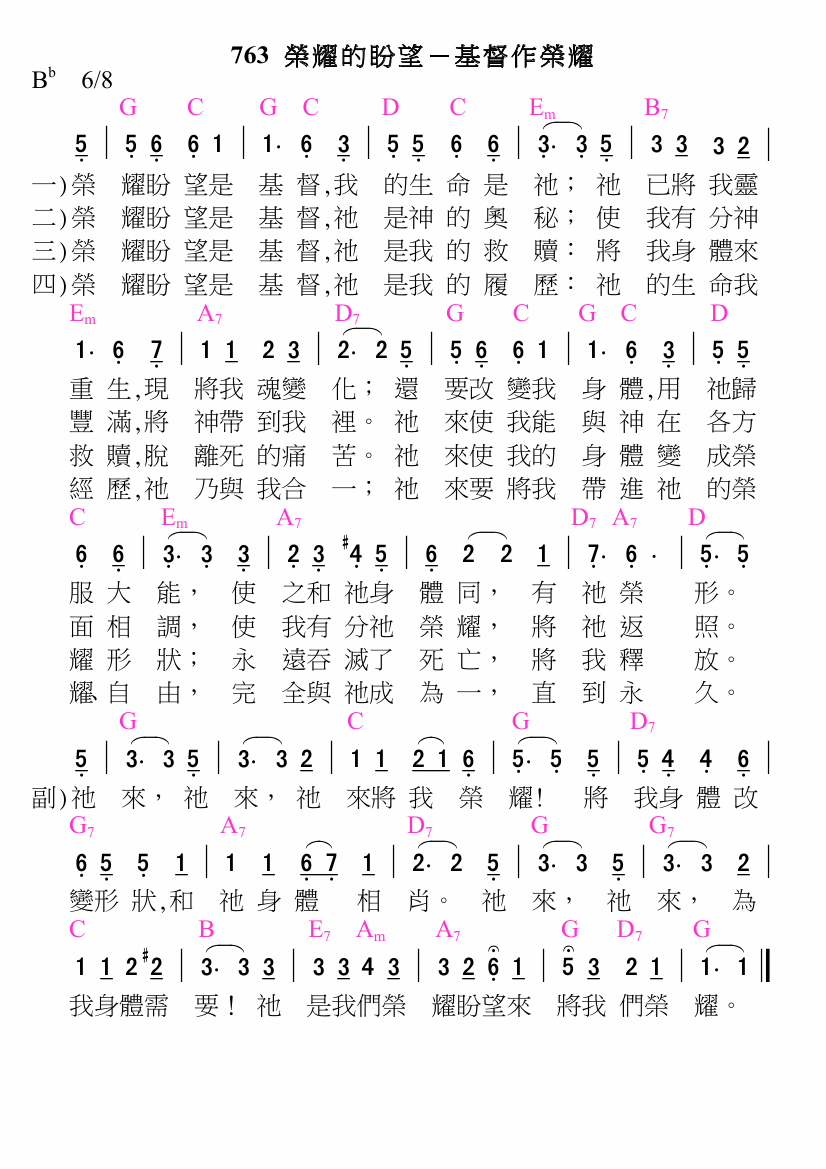 763 榮耀的盼望－基督作榮耀
Bb 6/8
G C G C D C Em B7
5 | 5 6 6 1 | 1· 6 3 | 5 5 6 6 | 3· 3 5 | 3 3 3 2 |
一)榮 耀盼 望是 基 督,我 的生 命 是 祂； 祂 已將 我靈
二)榮 耀盼 望是 基 督,祂 是神 的 奧 秘； 使 我有 分神
三)榮 耀盼 望是 基 督,祂 是我 的 救 贖： 將 我身 體來
四)榮 耀盼 望是 基 督,祂 是我 的 履 歷： 祂 的生 命我
Em A7 D7 G C G C D
1· 6 7 | 1 1 2 3 | 2· 2 5 | 5 6 6 1 | 1· 6 3 | 5 5
重 生,現 將我 魂變 化； 還 要改 變我 身 體,用 祂歸
豐 滿,將 神帶 到我 裡。 祂 來使 我能 與 神 在 各方
救 贖,脫 離死 的痛 苦。 祂 來使 我的 身 體 變 成榮
經 歷,祂 乃與 我合 一； 祂 來要 將我 帶 進 祂 的榮
C Em A7 D7 A7 D
6 6 | 3· 3 3 | 2 3 #4 5 | 6 2 2 1 | 7· 6 · | 5· 5
服 大 能， 使 之和 祂身 體 同， 有 祂 榮 形。
面 相 調， 使 我有 分祂 榮 耀， 將 祂 返 照。
耀 形 狀； 永 遠吞 滅了 死 亡， 將 我 釋 放。
耀、自 由， 完 全與 祂成 為 一， 直 到 永 久。
G C G D7
5 | 3· 3 5 | 3· 3 2 | 1 1 2 1 6 | 5· 5 5 | 5 4 4 6 |
副)祂 來， 祂 來， 祂 來將 我 榮 耀! 將 我身 體 改
G7 A7 D7 G G7
6 5 5 1 | 1 1 6 7 1 | 2· 2 5 | 3· 3 5 | 3· 3 2 |
變形 狀,和 祂 身 體 相 肖。 祂 來， 祂 來， 為
C B E7 Am A7 G D7 G
1 1 2 #2 | 3· 3 3 | 3 3 4 3 | 3 2 6 1 | 5 3 2 1 | 1· 1 ‖
我身體需 要! 祂 是我們榮 耀盼望來 將我 們榮 耀。